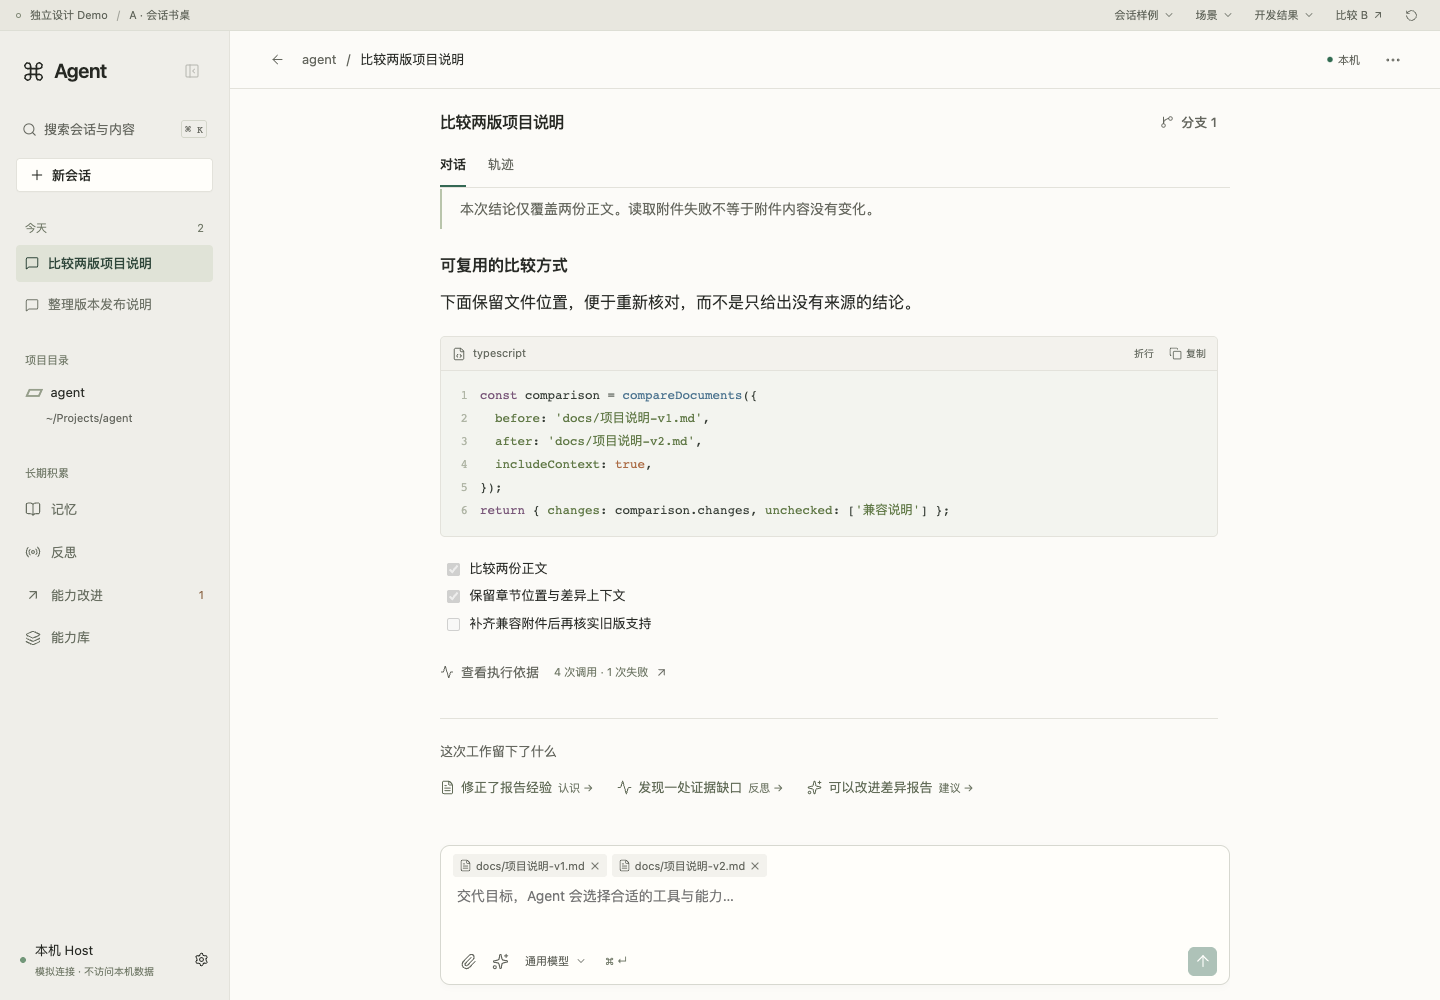 独立设计 Demo / A · 会话书桌
会话样例 场景 开发结果 比较 B ↗
Agent
搜索会话与内容 ⌘ K
+ 新会话
今天 2
比较两版项目说明
整理版本发布说明
项目目录
agent
~/Projects/agent
长期积累
记忆
反思
能力改进 1
能力库
本机 Host
模拟连接 · 不访问本机数据
← agent / 比较两版项目说明
本机 ···
比较两版项目说明
分支 1
对话 轨迹
本次结论仅覆盖两份正文。读取附件失败不等于附件内容没有变化。
可复用的比较方式
下面保留文件位置，便于重新核对，而不是只给出没有来源的结论。
typescript 折行 复制
1 const comparison = compareDocuments({
2   before: 'docs/项目说明-v1.md',
3   after: 'docs/项目说明-v2.md',
4   includeContext: true,
5 });
6 return { changes: comparison.changes, unchecked: ['兼容说明'] };
比较两份正文
保留章节位置与差异上下文
补齐兼容附件后再核实旧版支持
查看执行依据 4 次调用 · 1 次失败 ↗
这次工作留下了什么
修正了报告经验 认识 → 发现一处证据缺口 反思 → 可以改进差异报告 建议 →
docs/项目说明-v1.md × docs/项目说明-v2.md ×
交代目标，Agent 会选择合适的工具与能力...
通用模型 ⌘ ↵